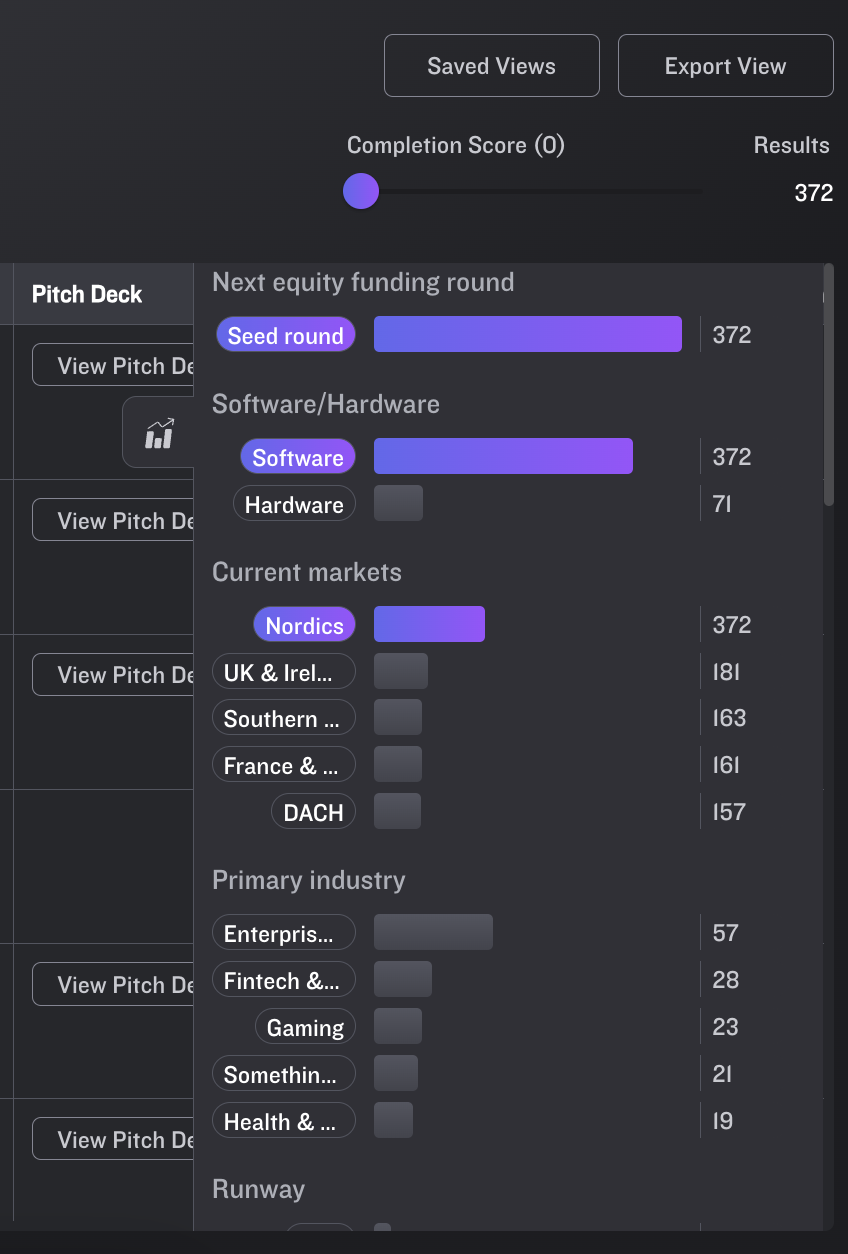 Saved Views
Export View
Completion Score (0)
Results
372
Pitch Deck
View Pitch De
View Pitch De
View Pitch De
View Pitch De
View Pitch De
Next equity funding round
Seed round 372
Software/Hardware
Software 372
Hardware 71
Current markets
Nordics 372
UK & Irel... 181
Southern ... 163
France & ... 161
DACH 157
Primary industry
Enterpris... 57
Fintech &... 28
Gaming 23
Somethin... 21
Health & ... 19
Runway